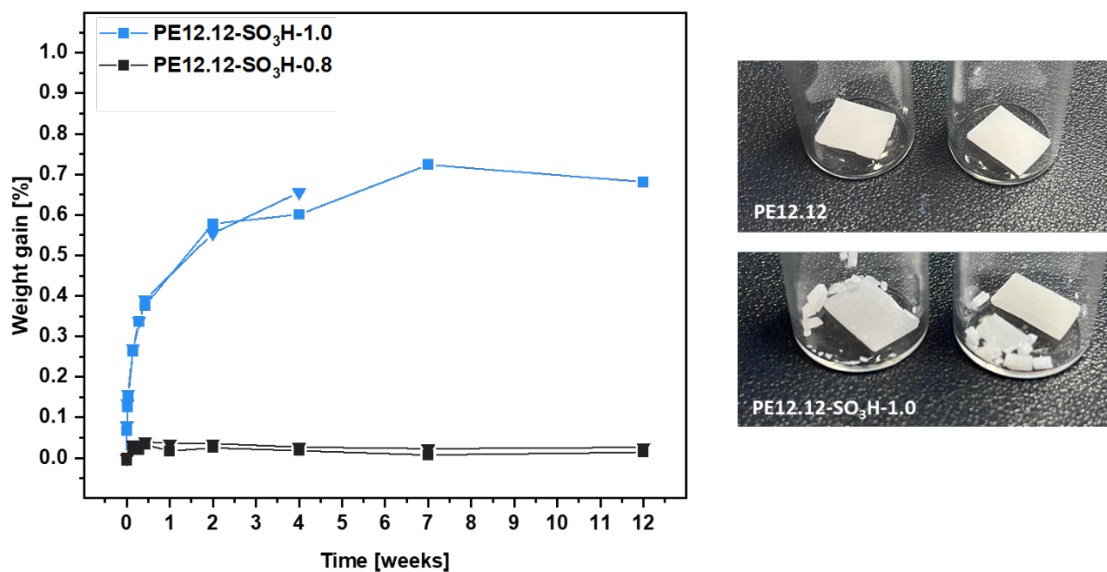 PE12.12-SO₃H-1.0
PE12.12-SO₃H-0.8
Weight gain [%]
1.0
0.9
0.8
0.7
0.6
0.5
0.4
0.3
0.2
0.1
0.0
0 1 2 3 4 5 6 7 8 9 10 11 12
Time [weeks]
PE12.12
PE12.12-SO₃H-1.0